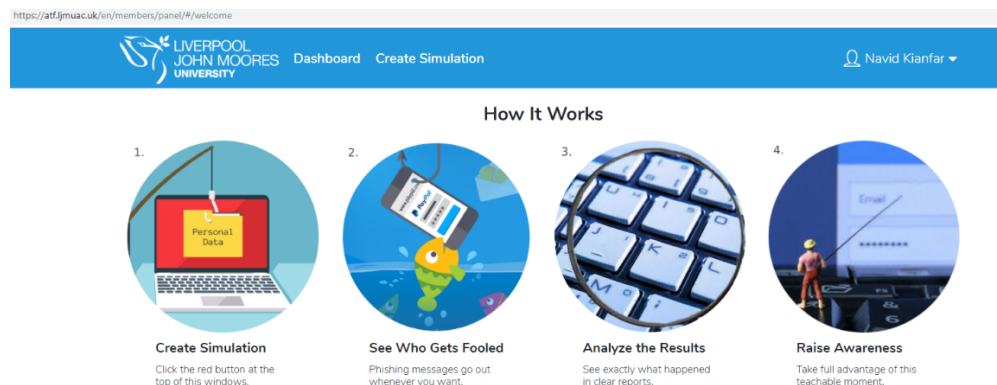 https://atf.ljmuac.uk/en/members/panel/#/welcome
LIVERPOOL
JOHN MOORES
UNIVERSITY
Dashboard Create Simulation
Navid Kianfar
How It Works
1.
Personal
Data
2.
PayPal
3.
4.
Email
Create Simulation
Click the red button at the
top of this windows.
See Who Gets Fooled
Phishing messages go out
whenever you want.
Analyze the Results
See exactly what happened
in clear reports.
Raise Awareness
Take full advantage of this
teachable moment.